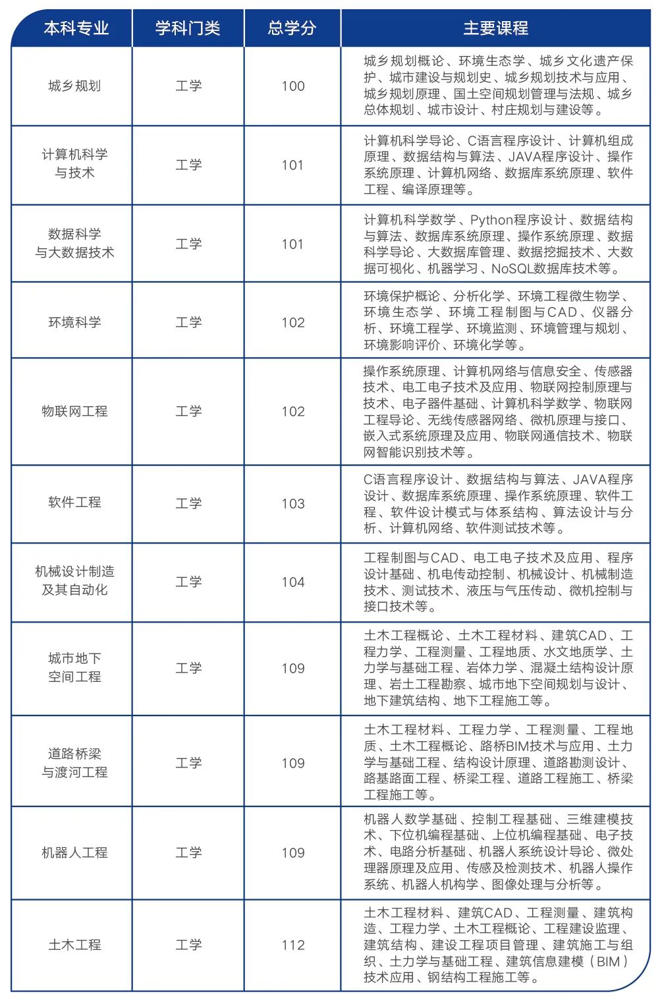 本科专业 学科门类 总学分 主要课程
城乡规划 工学 100
城乡规划概论、环境生态学、城乡文化遗产保
护、城市建设与规划史、城乡规划技术与应用、
城乡规划原理、国土空间规划管理与法规、城乡
总体规划、城市设计、村庄规划与建设等。
计算机科学
与技术
工学 101
计算机科学导论、C语言程序设计、计算机组成
原理、数据结构与算法、JAVA程序设计、操作
系统原理、计算机网络、数据库系统原理、软件
工程、编译原理等。
数据科学
与大数据技术
工学 101
计算机科学数学、Python程序设计、数据结构
与算法、数据库系统原理、操作系统原理、数据
科学导论、大数据库管理、数据挖掘技术、大数
据可视化、机器学习、NoSQL数据库技术等。
环境科学 工学 102
环境保护概论、分析化学、环境工程微生物学、
环境生态学、环境工程制图与CAD、仪器分
析、环境工程学、环境监测、环境管理与规划、
环境影响评价、环境化学等。
物联网工程 工学 102
操作系统原理、计算机网络与信息安全、传感器
技术、电工电子技术及应用、物联网控制原理与
技术、电子器件基础、计算机科学数学、物联网
工程导论、无线传感器网络、微机原理与接口、
嵌入式系统原理及应用、物联网通信技术、物联
网智能识别技术等。
软件工程 工学 103
C语言程序设计、数据结构与算法、JAVA程序
设计、数据库系统原理、操作系统原理、软件工
程、软件设计模式与体系结构、算法设计与分
析、计算机网络、软件测试技术等。
机械设计制造
及其自动化
工学 104
工程制图与CAD、电工电子技术及应用、程序
设计基础、机电传动控制、机械设计、机械制造
技术、测试技术、液压与气压传动、微机控制与
接口技术等。
城市地下
空间工程
工学 109
土木工程概论、土木工程材料、建筑CAD、工
程力学、工程测量、工程地质、水文地质学、土
力学与基础工程、岩体力学、混凝土结构设计原
理、岩土工程勘察、城市地下空间规划与设计、
地下建筑结构、地下工程施工等。
道路桥梁
与渡河工程
工学 109
土木工程材料、工程力学、工程测量、工程地
质、土木工程概论、路桥BIM技术与应用、土力
学与基础工程、结构设计原理、道路勘测设计、
路基路面工程、桥梁工程、道路工程施工、桥梁
工程施工等。
机器人工程 工学 109
机器人数学基础、控制工程基础、三维建模技
术、下位机编程基础、上位机编程基础、电子技
术、电路分析基础、机器人系统设计导论、微处
理器原理及应用、传感及检测技术、机器人操作
系统、机器人机构学、图像处理与分析等。
土木工程 工学 112
土木工程材料、建筑CAD、工程测量、建筑构
造、工程力学、土木工程概论、工程建设监理、
建筑结构、建设工程项目管理、建筑施工与组
织、土力学与基础工程、建筑信息建模（BIM）
技术应用、钢结构工程施工等。